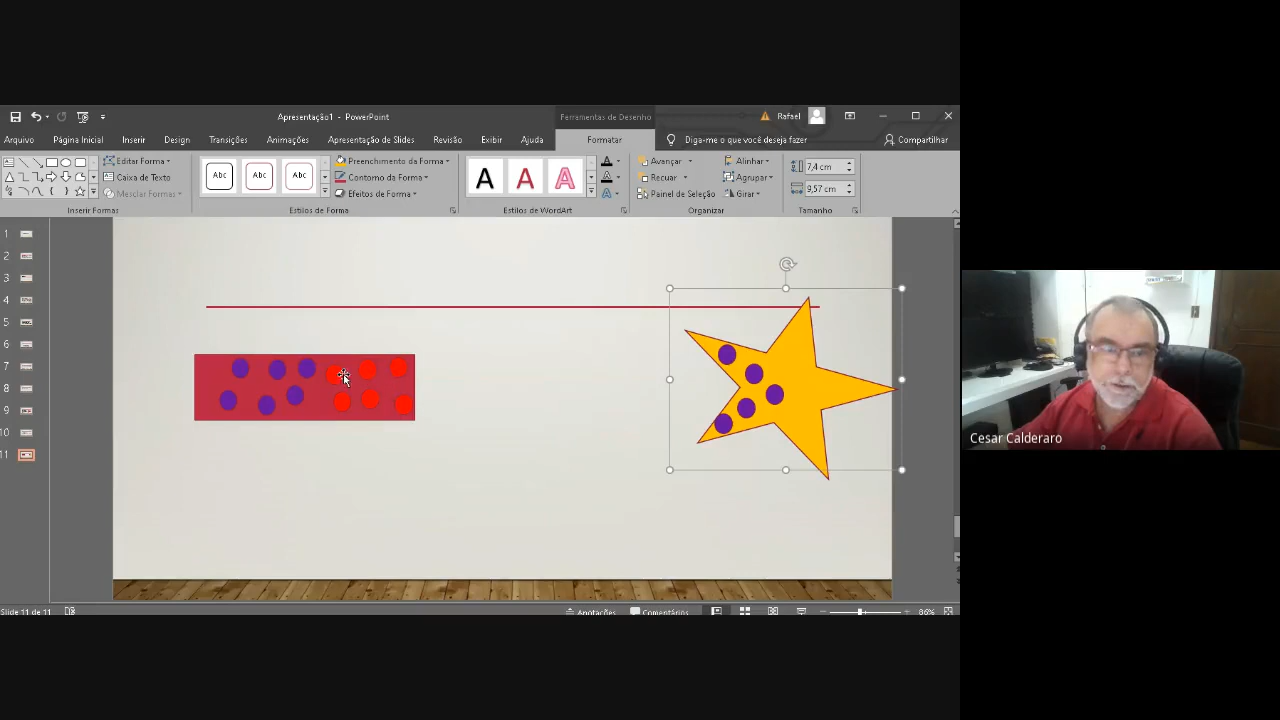 Apresentação1 - PowerPoint
Ferramentas de Desenho
Rafael
Arquivo Página Inicial Inserir Design Transições Animações Apresentação de Slides Revisão Exibir Ajuda Formatar Diga-me o que você deseja fazer Compartilhar
Editar Forma
Caixa de Texto
Mesclar Formas
Inserir Formas
Abc Abc Abc
Preenchimento da Forma
Contorno da Forma
Efeitos de Forma
Estilos de Forma
A A A
A
A
A
Estilos de WordArt
Avançar
Recuar
Painel de Seleção
Alinhar
Agrupar
Girar
Organizar
7,4 cm
9,57 cm
Tamanho
1
2
3
4
5
6
7
8
9
10
11
Cesar Calderaro
Slide 11 de 11
Anotações Comentários
86%